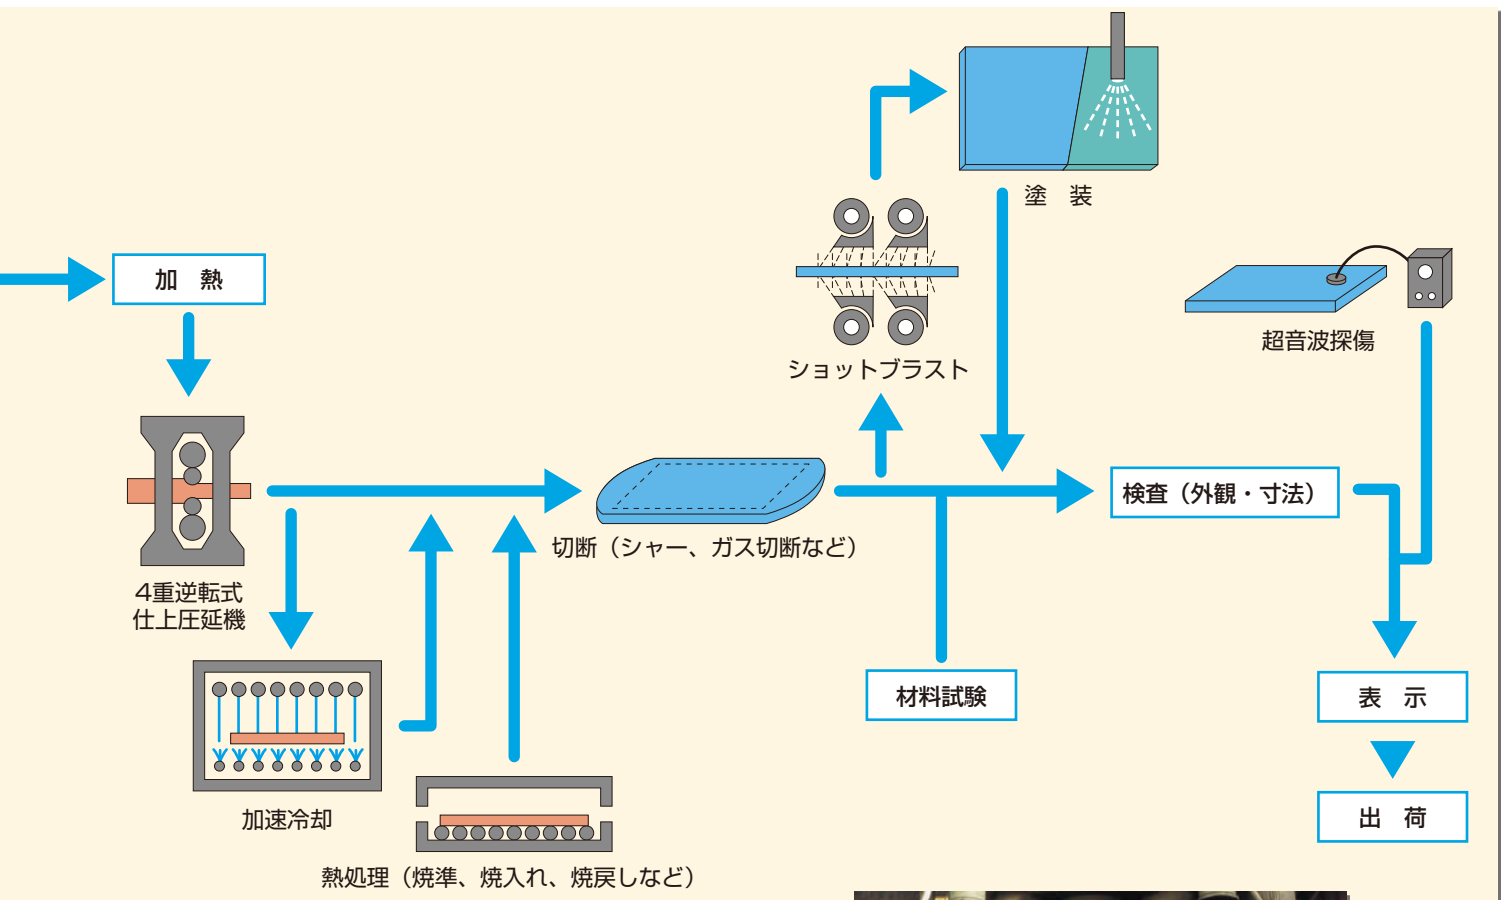 加 熱
4重逆転式
仕上圧延機
加速冷却
熱処理（焼準、焼入れ、焼戻しなど）
切断（シャー、ガス切断など）
ショットブラスト
塗 装
材料試験
検査（外観・寸法）
超音波探傷
表 示
出 荷